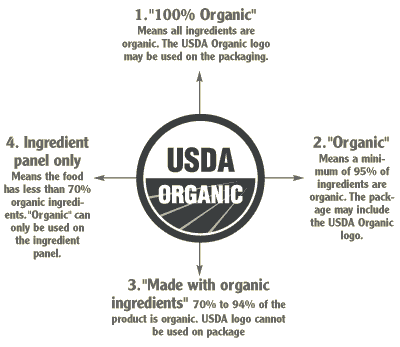 1. "100% Organic"
Means all ingredients are
organic. The USDA Organic logo
may be used on the packaging.
4. Ingredient
panel only
Means the food
has less than 70%
organic ingredi-
ents. "Organic" can
only be used on
the ingredient
panel.
USDA
ORGANIC
2. "Organic"
Means a mini-
mum of 95% of
ingredients are
organic. The pack-
age may include
the USDA Organic
logo.
3. "Made with organic
ingredients" 70% to 94% of the
product is organic. USDA logo cannot
be used on package